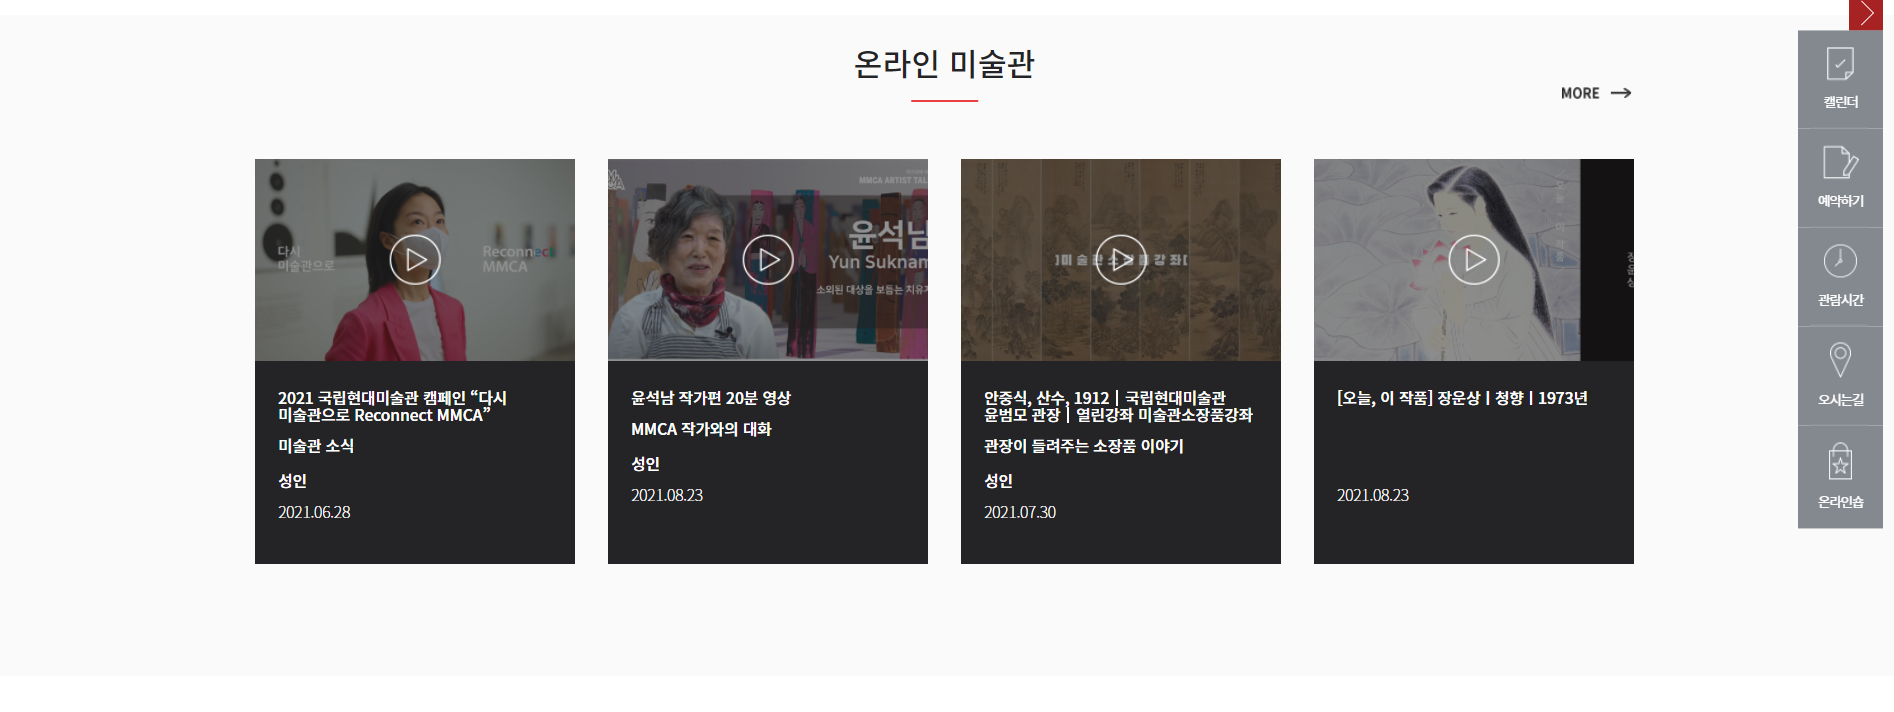 온라인 미술관
MORE
다시
미술관으로
Reconnect
MMCA
MMCA ARTIST
윤석남
Yun Suknam
소외된 대상을 보듬는
2021 국립현대미술관 캠페인 “다시
미술관으로 Reconnect MMCA”
미술관 소식
성인
2021.06.28
윤석남 작가편 20분 영상
MMCA 작가와의 대화
성인
2021.08.23
안중식, 산수, 1912 | 국립현대미술관
윤범모 관장 | 열린강좌 미술관소장품강좌
관장이 들려주는 소장품 이야기
성인
2021.07.30
[오늘, 이 작품] 장운상ㅣ청향ㅣ1973년
2021.08.23
캘린더
예약하기
관람시간
오시는길
온라인숍